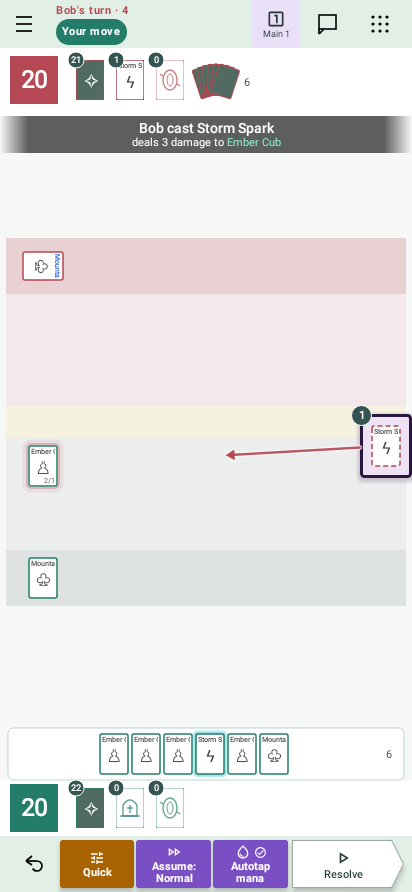 Bob's turn · 4
Your move
1
Main 1
20
21
1
Storm S
0
6
Bob cast Storm Spark
deals 3 damage to Ember Cub
Mounta
1
Storm S
Ember (
2/1
Mounta
Ember (
Ember (
Ember (
Storm S
Ember (
Mounta
6
20
22
0
0
Quick
Assume:
Normal
Autotap
mana
Resolve